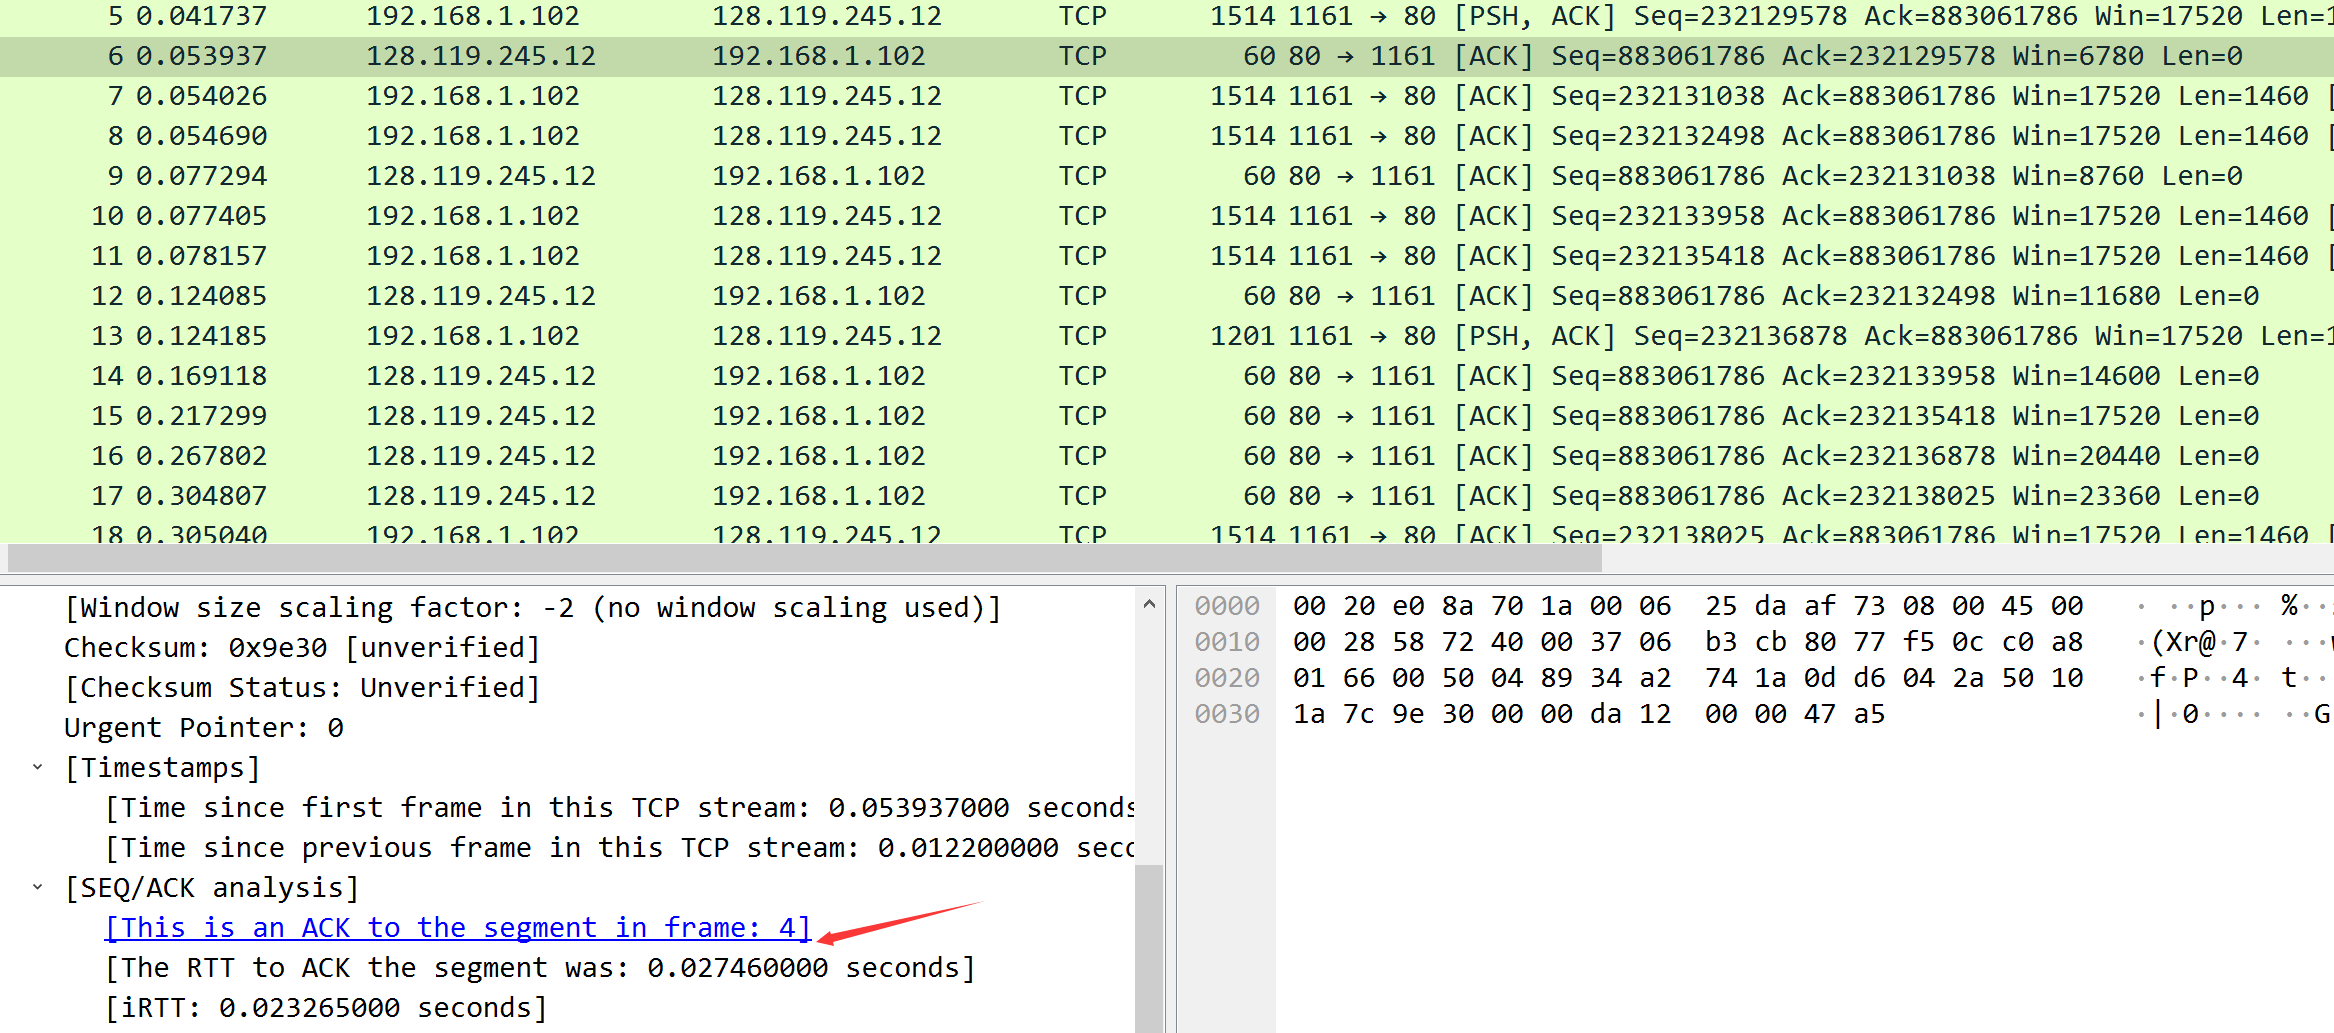 5 0.041737 192.168.1.102 128.119.245.12 TCP 1514 1161 → 80 [PSH, ACK] Seq=232129578 Ack=883061786 Win=17520 Len=1
6 0.053937 128.119.245.12 192.168.1.102 TCP 60 80 → 1161 [ACK] Seq=883061786 Ack=232129578 Win=6780 Len=0
7 0.054026 192.168.1.102 128.119.245.12 TCP 1514 1161 → 80 [ACK] Seq=232131038 Ack=883061786 Win=17520 Len=1460 [
8 0.054690 192.168.1.102 128.119.245.12 TCP 1514 1161 → 80 [ACK] Seq=232132498 Ack=883061786 Win=17520 Len=1460 [
9 0.077294 128.119.245.12 192.168.1.102 TCP 60 80 → 1161 [ACK] Seq=883061786 Ack=232131038 Win=8760 Len=0
10 0.077405 192.168.1.102 128.119.245.12 TCP 1514 1161 → 80 [ACK] Seq=232133958 Ack=883061786 Win=17520 Len=1460 [
11 0.078157 192.168.1.102 128.119.245.12 TCP 1514 1161 → 80 [ACK] Seq=232135418 Ack=883061786 Win=17520 Len=1460 [
12 0.124085 128.119.245.12 192.168.1.102 TCP 60 80 → 1161 [ACK] Seq=883061786 Ack=232132498 Win=11680 Len=0
13 0.124185 192.168.1.102 128.119.245.12 TCP 1201 1161 → 80 [PSH, ACK] Seq=232136878 Ack=883061786 Win=17520 Len=1
14 0.169118 128.119.245.12 192.168.1.102 TCP 60 80 → 1161 [ACK] Seq=883061786 Ack=232133958 Win=14600 Len=0
15 0.217299 128.119.245.12 192.168.1.102 TCP 60 80 → 1161 [ACK] Seq=883061786 Ack=232135418 Win=17520 Len=0
16 0.267802 128.119.245.12 192.168.1.102 TCP 60 80 → 1161 [ACK] Seq=883061786 Ack=232136878 Win=20440 Len=0
17 0.304807 128.119.245.12 192.168.1.102 TCP 60 80 → 1161 [ACK] Seq=883061786 Ack=232138025 Win=23360 Len=0
18 0.305040 192.168.1.102 128.119.245.12 TCP 1514 1161 → 80 [ACK] Seq=232138025 Ack=883061786 Win=17520 Len=1460 [
[Window size scaling factor: -2 (no window scaling used)]
Checksum: 0x9e30 [unverified]
[Checksum Status: Unverified]
Urgent Pointer: 0
[Timestamps]
[Time since first frame in this TCP stream: 0.053937000 seconds
[Time since previous frame in this TCP stream: 0.012200000 sec
[SEQ/ACK analysis]
[This is an ACK to the segment in frame: 4]
[The RTT to ACK the segment was: 0.027460000 seconds]
[iRTT: 0.023265000 seconds]
0000 00 20 e0 8a 70 1a 00 06 25 da af 73 08 00 45 00 · ··p··· %··
0010 00 28 58 72 40 00 37 06 b3 cb 80 77 f5 0c c0 a8 ·(Xr@·7· ···
0020 01 66 00 50 04 89 34 a2 74 1a 0d d6 04 2a 50 10 ·f·P··4· t··
0030 1a 7c 9e 30 00 00 da 12 00 00 47 a5 ·|·0···· ··G